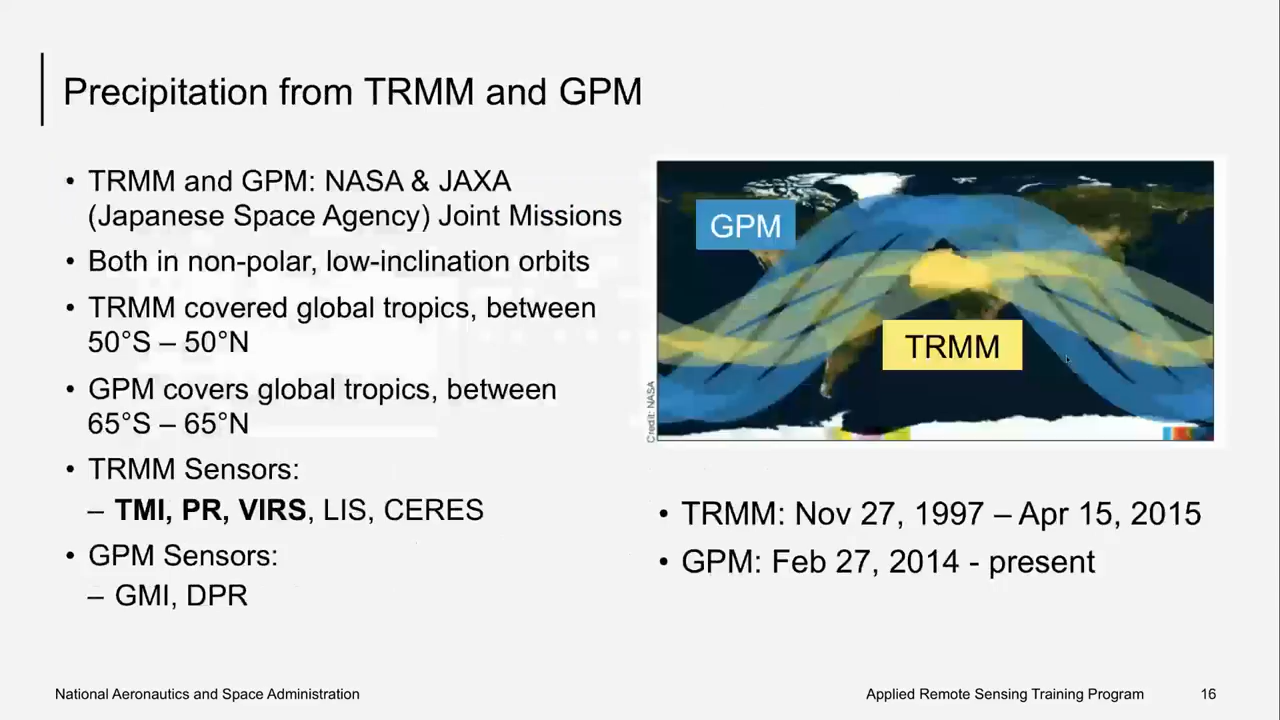 Precipitation from TRMM and GPM
• TRMM and GPM: NASA & JAXA
(Japanese Space Agency) Joint Missions
• Both in non-polar, low-inclination orbits
• TRMM covered global tropics, between
50°S – 50°N
• GPM covers global tropics, between
65°S – 65°N
• TRMM Sensors:
– TMI, PR, VIRS, LIS, CERES
• GPM Sensors:
– GMI, DPR
GPM
TRMM
Credit: NASA
• TRMM: Nov 27, 1997 – Apr 15, 2015
• GPM: Feb 27, 2014 - present
National Aeronautics and Space Administration
Applied Remote Sensing Training Program
16